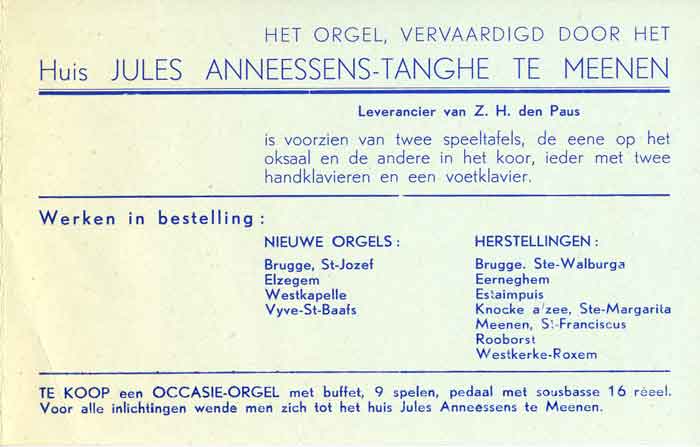 HET ORGEL, VERVAARDIGD DOOR HET
Huis JULES ANNEESSENS-TANGHE TE MEENEN
Leverancier van Z. H. den Paus
is voorzien van twee speeltafels, de eene op het
oksaal en de andere in het koor, ieder met twee
handklavieren en een voetklavier.
Werken in bestelling :
NIEUWE ORGELS :
Brugge, St-Jozef
Elzegem
Westkapelle
Vyve-St-Baafs
HERSTELLINGEN :
Brugge. Ste-Walburga
Eerneghem
Estaimpuis
Knocke a/zee, Ste-Margarita
Meenen, St-Franciscus
Rooborst
Westkerke-Roxem
TE KOOP een OCCASIE-ORGEL met buffet, 9 spelen, pedaal met sousbasse 16 réeel.
Voor alle inlichtingen wende men zich tot het huis Jules Anneessens te Meenen.